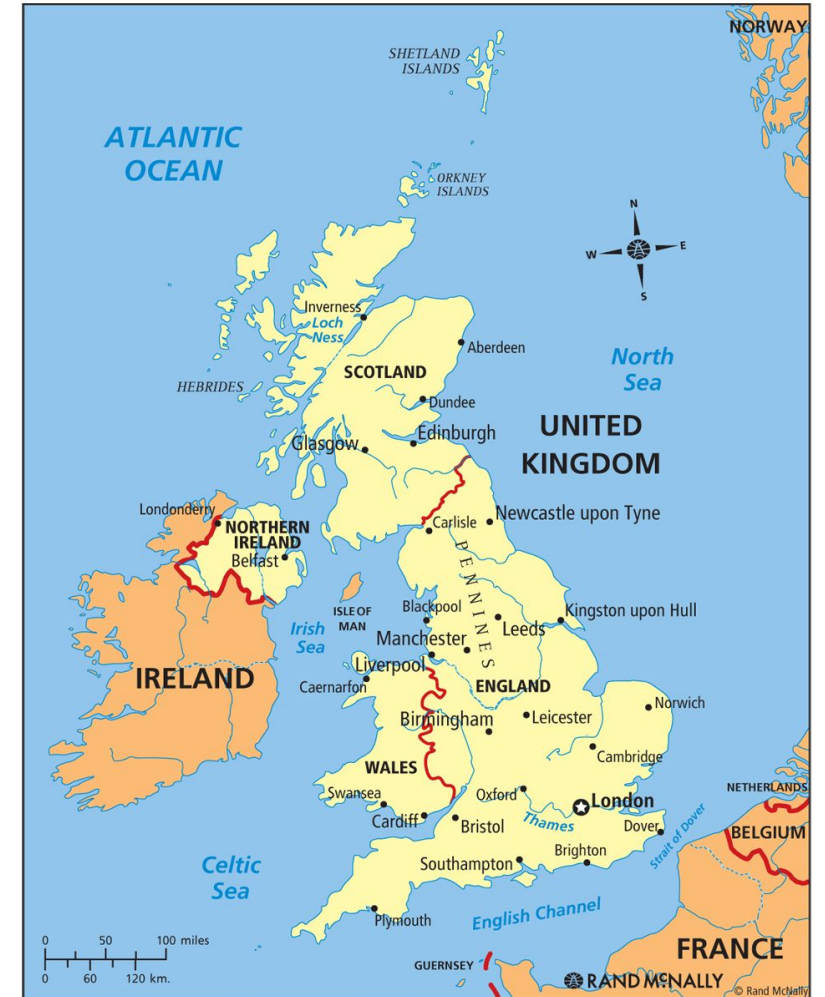 NORWAY
SHETLAND
ISLANDS
ATLANTIC
OCEAN
ORKNEY
ISLANDS
N
W
E
S
Inverness
Loch
Ness
Aberdeen
North
Sea
SCOTLAND
HEBRIDES
Dundee
UNITED
KINGDOM
Glasgow
Edinburgh
Londonderry
NORTHERN
IRELAND
Belfast
Carlisle
Newcastle upon Tyne
PENNINES
ISLE OF
MAN
Blackpool
Kingston upon Hull
Irish
Sea
Leeds
Manchester
Liverpool
IRELAND
Caernarfon
ENGLAND
Norwich
Birmingham
Leicester
Cambridge
WALES
Swansea
Oxford
London
NETHERLANDS
Cardiff
Bristol
Thames
Dover
Strait of Dover
BELGIUM
Celtic
Sea
Southampton
Brighton
Plymouth
English Channel
0 50 100 miles
0 60 120 km.
GUERNSEY
FRANCE
RAND MCNALLY
© Rand McNally